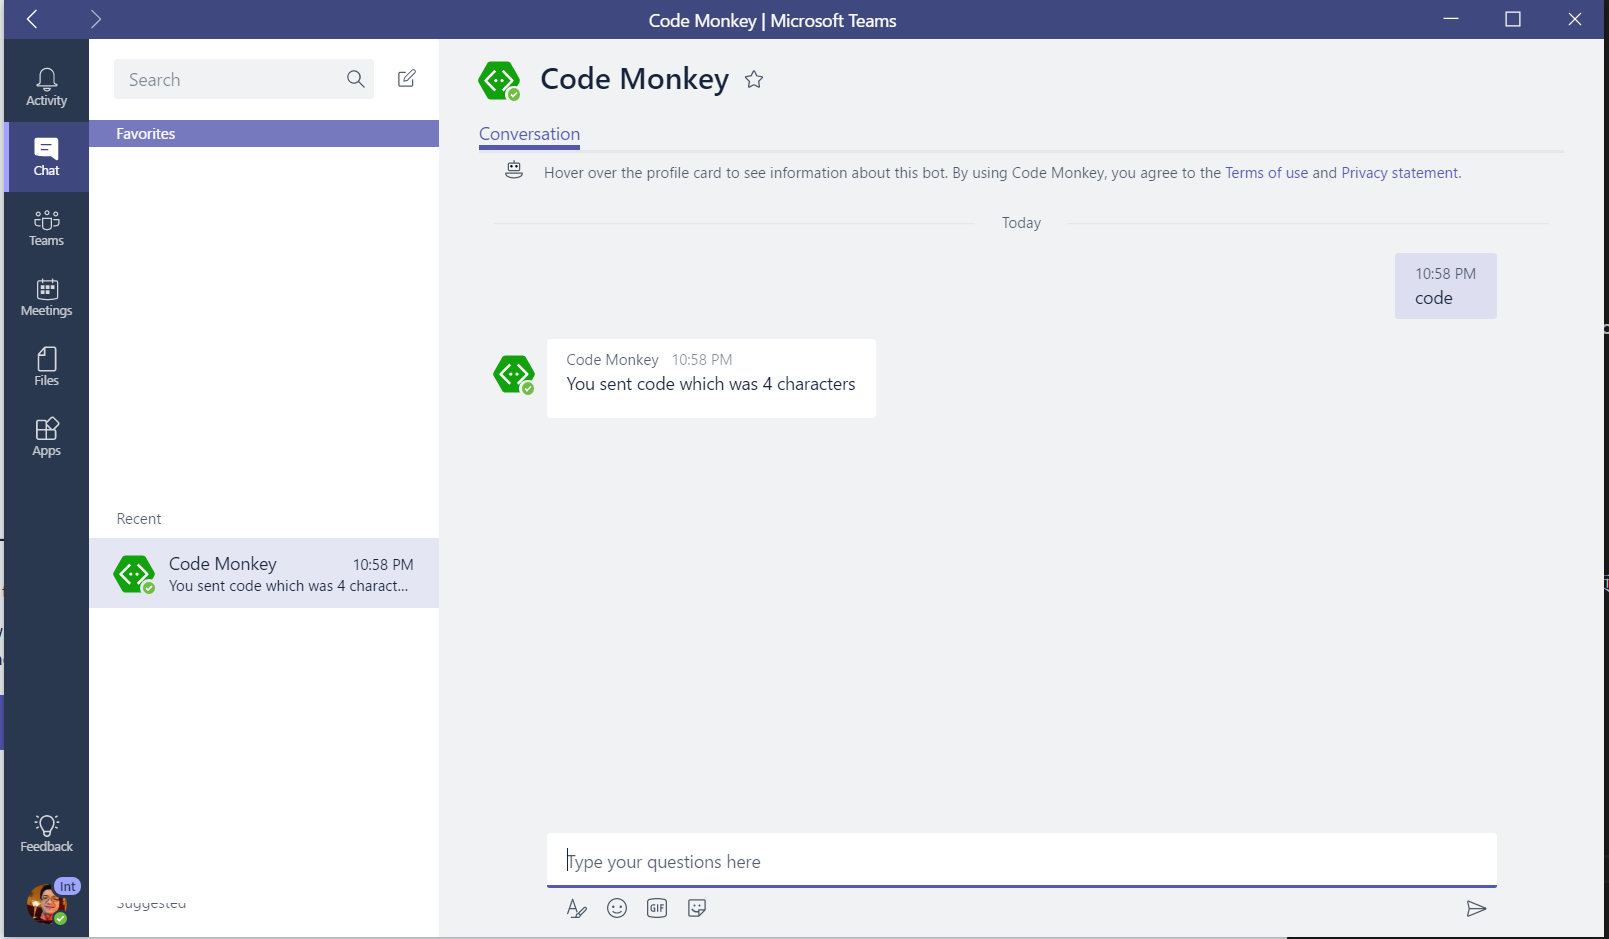 Code Monkey | Microsoft Teams
Activity
Chat
Teams
Meetings
Files
Apps
Feedback
Int
Search
Favorites
Recent
Code Monkey 10:58 PM
You sent code which was 4 charact...
Suggested
Code Monkey
Conversation
Hover over the profile card to see information about this bot. By using Code Monkey, you agree to the Terms of use and Privacy statement.
Today
10:58 PM
code
Code Monkey 10:58 PM
You sent code which was 4 characters
Type your questions here
GIF